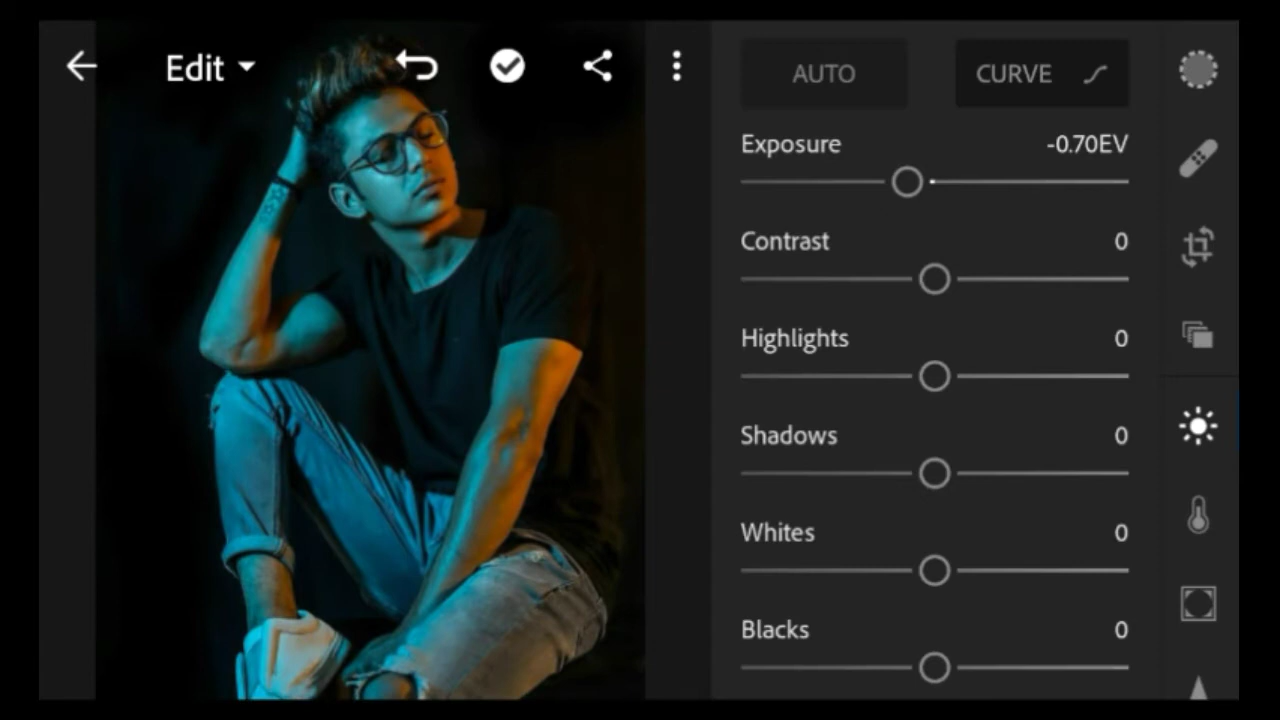 Edit
AUTO
CURVE
Exposure -0.70EV
Contrast 0
Highlights 0
Shadows 0
Whites 0
Blacks 0